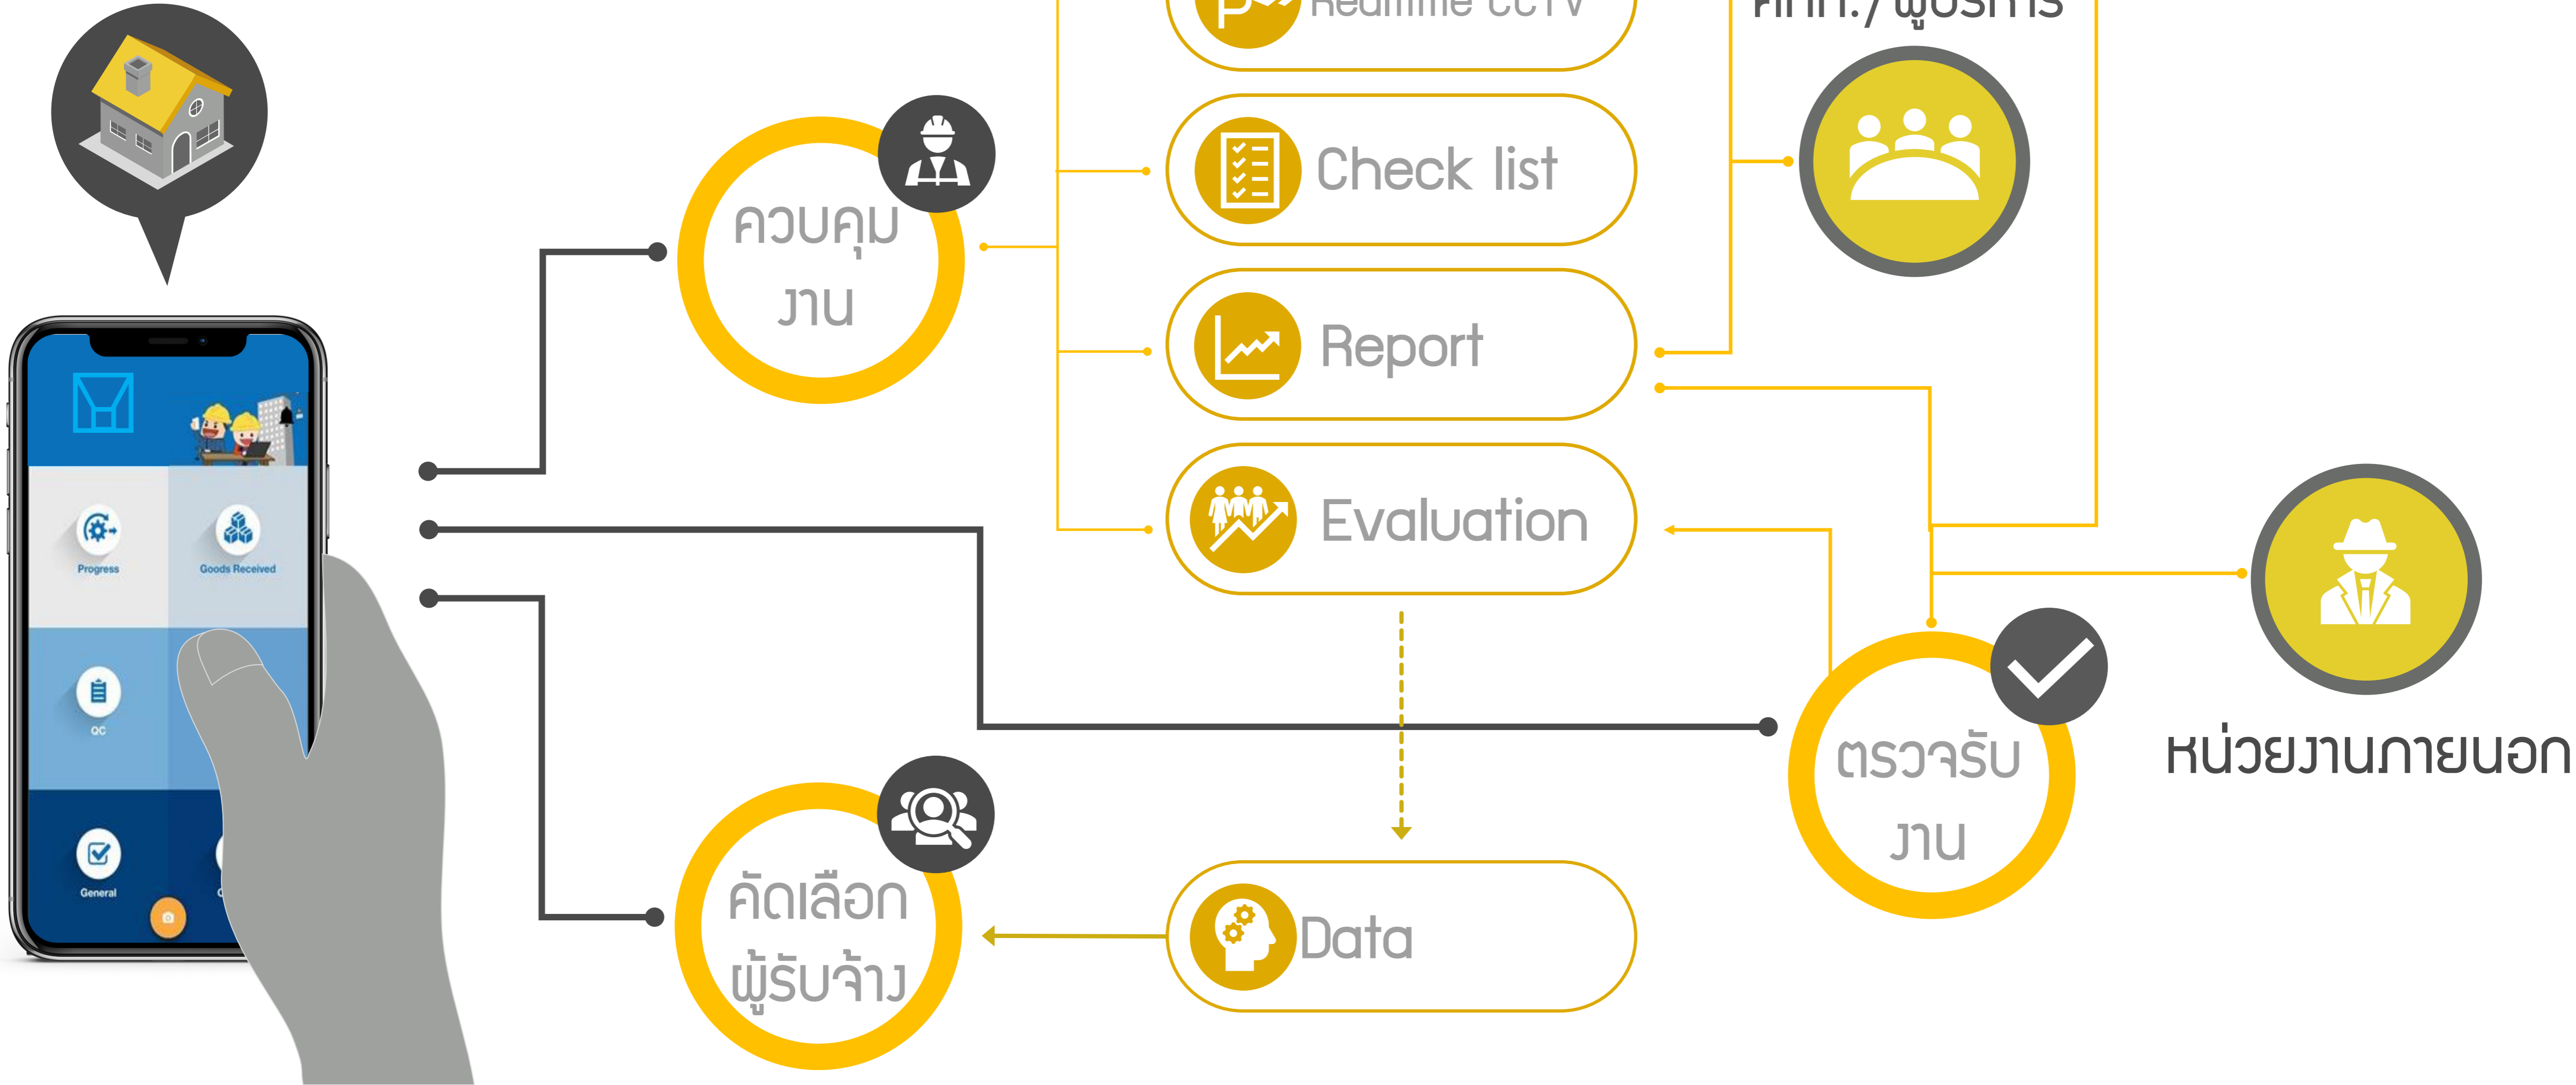 Realtime CCTV
Check list
Report
Evaluation
Data
ควบคุม
งาน
คัดเลือก
ผู้รับจ้าง
ตรวจรับ
งาน
หน่วยงานภายนอก
Progress
Goods Received
QC
General